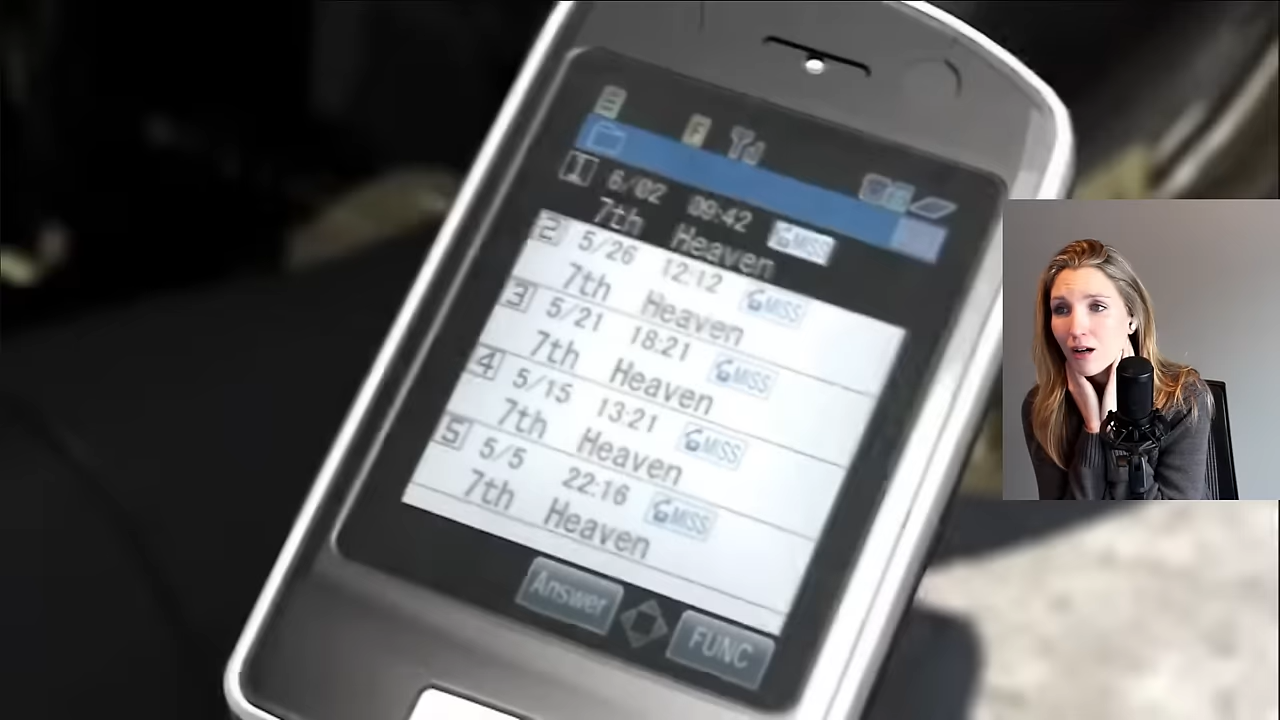 1 6/02 09:42 MISS
7th Heaven
2 5/26 12:12 MISS
7th Heaven
3 5/21 18:21 MISS
7th Heaven
4 5/15 13:21 MISS
7th Heaven
5 5/5 22:16 MISS
7th Heaven
Answer FUNC